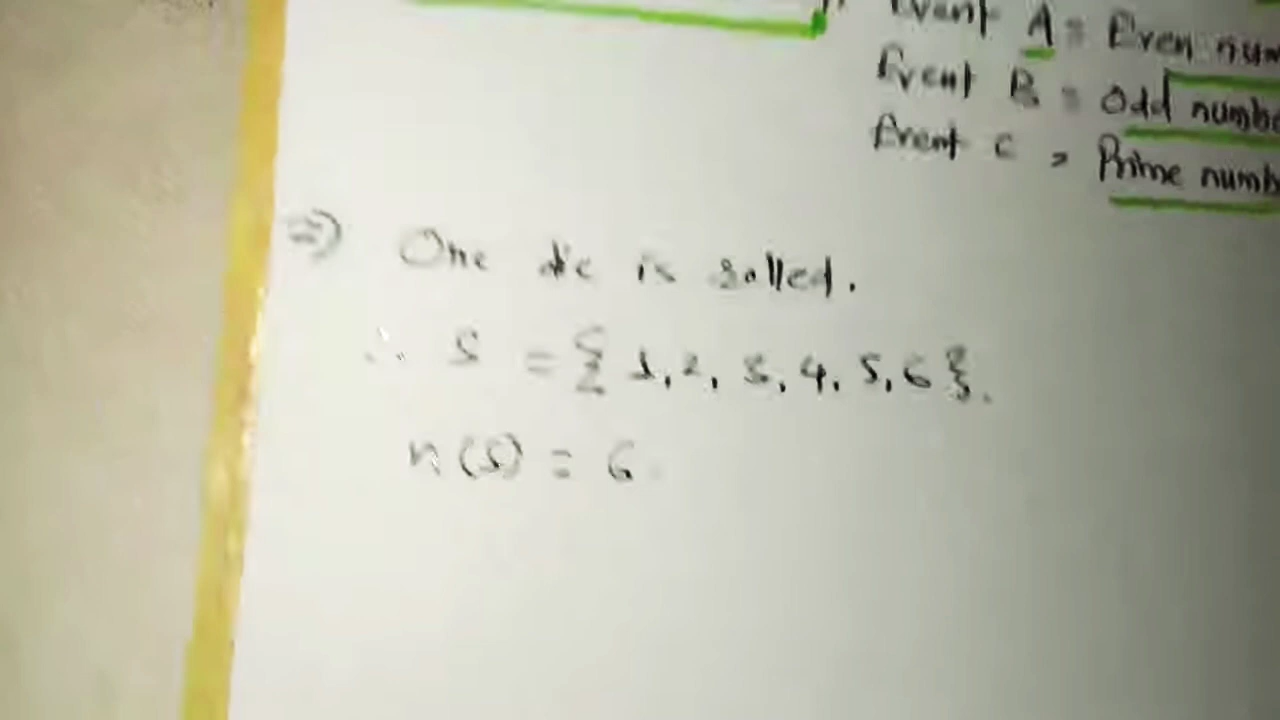 Event A = Even num
Event B = Odd numbe
Event C = Prime numb
⇒ One die is rolled.
∴ S = { 1, 2, 3, 4, 5, 6 }.
n(S) = 6